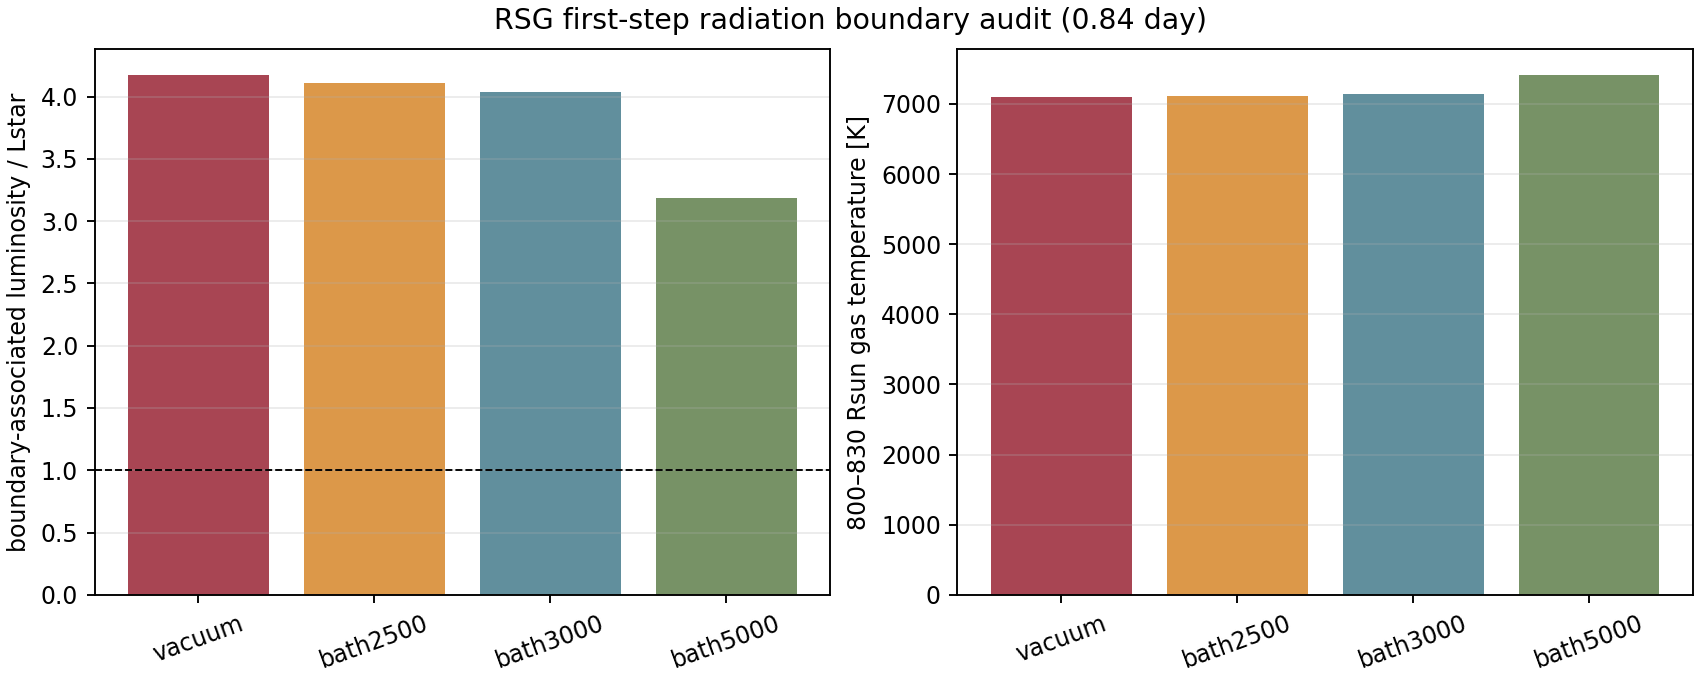 RSG first-step radiation boundary audit (0.84 day)
boundary-associated luminosity / Lstar
4.0
3.5
3.0
2.5
2.0
1.5
1.0
0.5
0.0
vacuum
bath2500
bath3000
bath5000
800–830 Rsun gas temperature [K]
7000
6000
5000
4000
3000
2000
1000
0
vacuum
bath2500
bath3000
bath5000